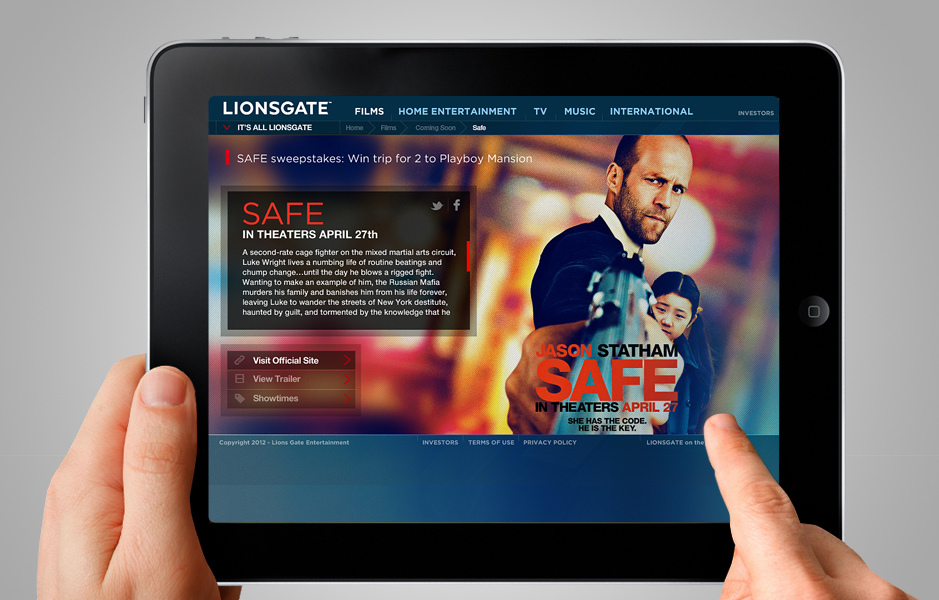 LIONSGATE™
FILMS HOME ENTERTAINMENT TV MUSIC INTERNATIONAL
INVESTORS
IT'S ALL LIONSGATE
Home Films Coming Soon Safe
SAFE sweepstakes: Win trip for 2 to Playboy Mansion
SAFE
IN THEATERS APRIL 27th
A second-rate cage fighter on the mixed martial arts circuit,
Luke Wright lives a numbing life of routine beatings and
chump change...until the day he blows a rigged fight.
Wanting to make an example of him, the Russian Mafia
murders his family and banishes him from his life forever,
leaving Luke to wander the streets of New York destitute,
haunted by guilt, and tormented by the knowledge that he
Visit Official Site
View Trailer
Showtimes
JASON STATHAM
SAFE
IN THEATERS APRIL 27
SHE HAS THE CODE.
HE IS THE KEY.
Copyright 2012 - Lions Gate Entertainment
INVESTORS TERMS OF USE PRIVACY POLICY
LIONSGATE on the